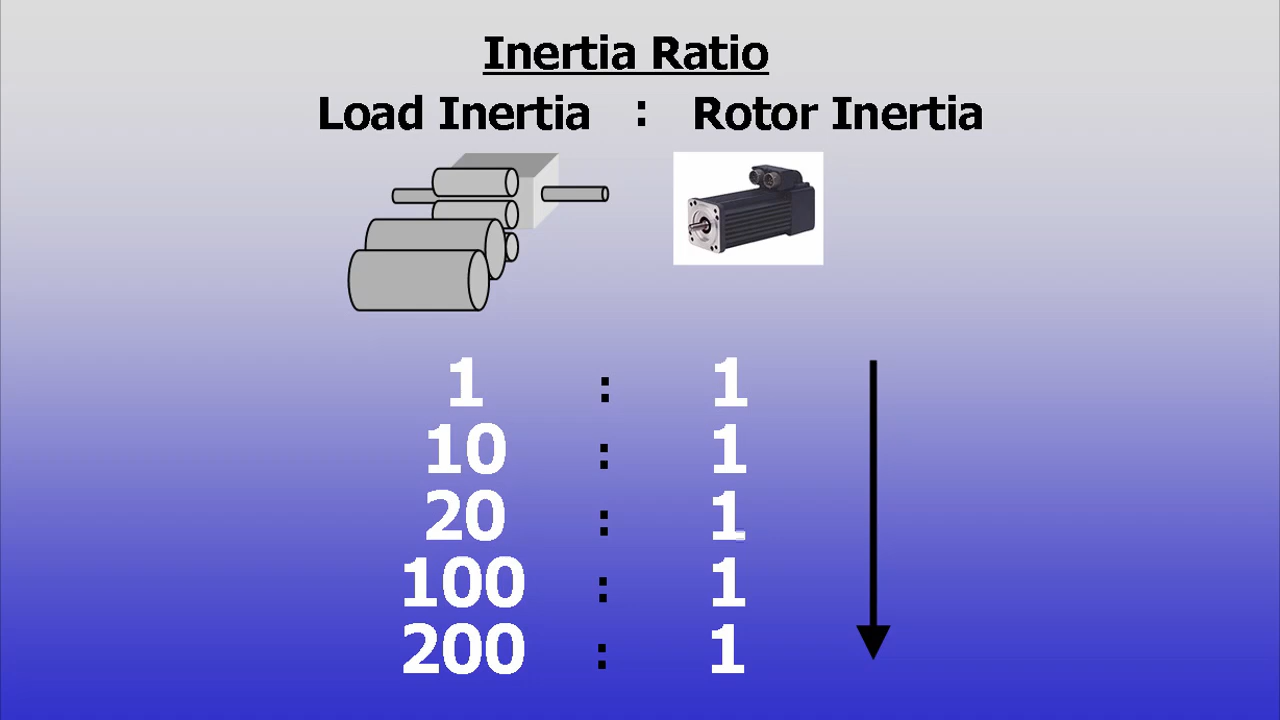 Inertia Ratio
Load Inertia : Rotor Inertia
1 : 1
10 : 1
20 : 1
100 : 1
200 : 1